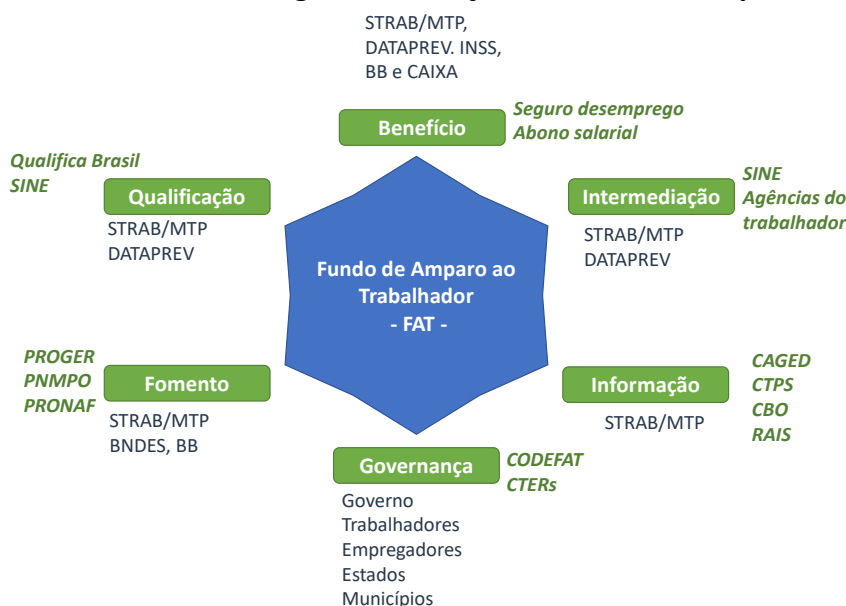 STRAB/MTP,
DATAPREV. INSS,
BB e CAIXA
Benefício
Seguro desemprego
Abono salarial
Qualifica Brasil
SINE
Qualificação
STRAB/MTP
DATAPREV
Intermediação
SINE
Agências do
trabalhador
STRAB/MTP
DATAPREV
Fundo de Amparo ao
Trabalhador
- FAT -
PROGER
PNMPO
PRONAF
Fomento
STRAB/MTP
BNDES, BB
Informação
CAGED
CTPS
CBO
RAIS
STRAB/MTP
Governança
CODEFAT
CTERs
Governo
Trabalhadores
Empregadores
Estados
Municípios